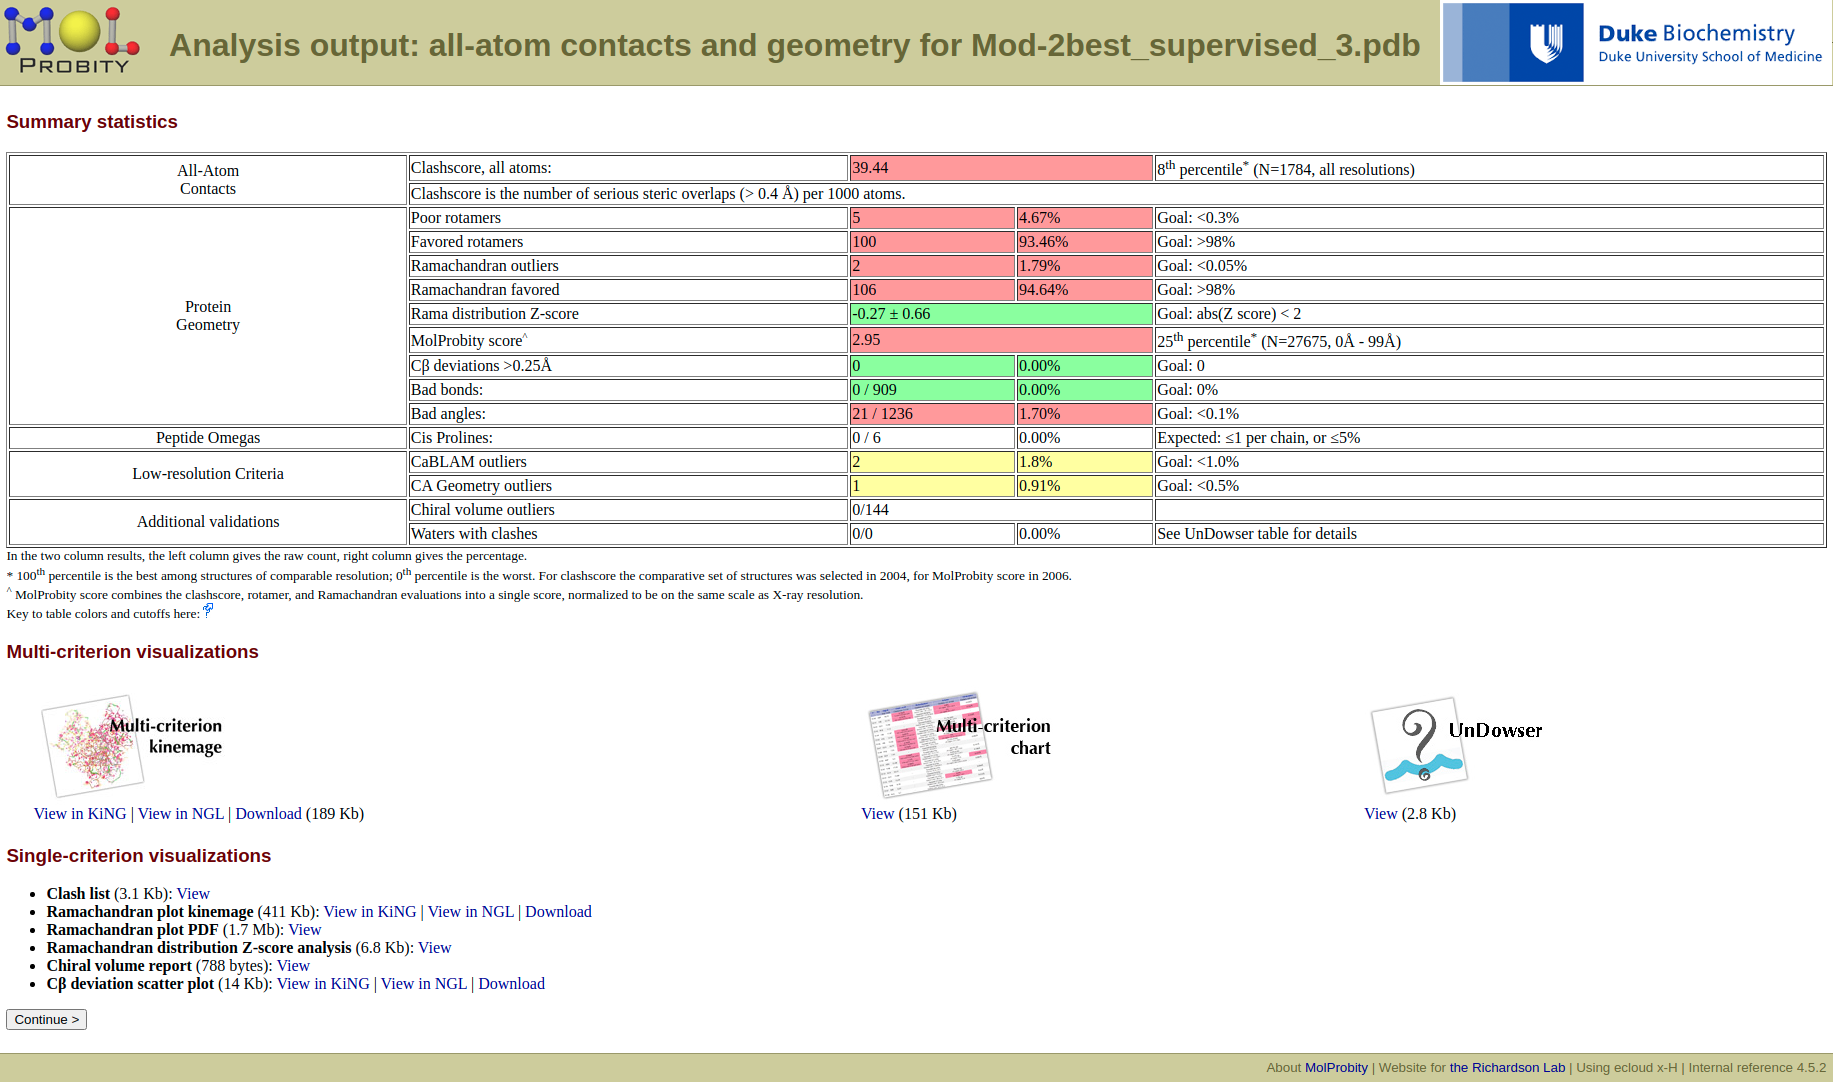 PROBITY
Analysis output: all-atom contacts and geometry for Mod-2best_supervised_3.pdb
Duke Biochemistry
Duke University School of Medicine
Summary statistics
All-Atom
Contacts
Clashscore, all atoms: 39.44 8th percentile* (N=1784, all resolutions)
Clashscore is the number of serious steric overlaps (> 0.4 Å) per 1000 atoms.
Protein
Geometry
Poor rotamers 5 4.67% Goal: <0.3%
Favored rotamers 100 93.46% Goal: >98%
Ramachandran outliers 2 1.79% Goal: <0.05%
Ramachandran favored 106 94.64% Goal: >98%
Rama distribution Z-score -0.27 ± 0.66 Goal: abs(Z score) < 2
MolProbity score^ 2.95 25th percentile* (N=27675, 0Å - 99Å)
Cβ deviations >0.25Å 0 0.00% Goal: 0
Bad bonds: 0 / 909 0.00% Goal: 0%
Bad angles: 21 / 1236 1.70% Goal: <0.1%
Peptide Omegas Cis Prolines: 0 / 6 0.00% Expected: ≤1 per chain, or ≤5%
Low-resolution Criteria
CaBLAM outliers 2 1.8% Goal: <1.0%
CA Geometry outliers 1 0.91% Goal: <0.5%
Additional validations
Chiral volume outliers 0/144
Waters with clashes 0/0 0.00% See UnDowser table for details
In the two column results, the left column gives the raw count, right column gives the percentage.
* 100th percentile is the best among structures of comparable resolution; 0th percentile is the worst. For clashscore the comparative set of structures was selected in 2004, for MolProbity score in 2006.
^ MolProbity score combines the clashscore, rotamer, and Ramachandran evaluations into a single score, normalized to be on the same scale as X-ray resolution.
Key to table colors and cutoffs here: ?
Multi-criterion visualizations
Multi-criterion
kinemage
View in KiNG | View in NGL | Download (189 Kb)
Multi-criterion
chart
View (151 Kb)
UnDowser
View (2.8 Kb)
Single-criterion visualizations
• Clash list (3.1 Kb): View
• Ramachandran plot kinemage (411 Kb): View in KiNG | View in NGL | Download
• Ramachandran plot PDF (1.7 Mb): View
• Ramachandran distribution Z-score analysis (6.8 Kb): View
• Chiral volume report (788 bytes): View
• Cβ deviation scatter plot (14 Kb): View in KiNG | View in NGL | Download
Continue >
About MolProbity | Website for the Richardson Lab | Using ecloud x-H | Internal reference 4.5.2